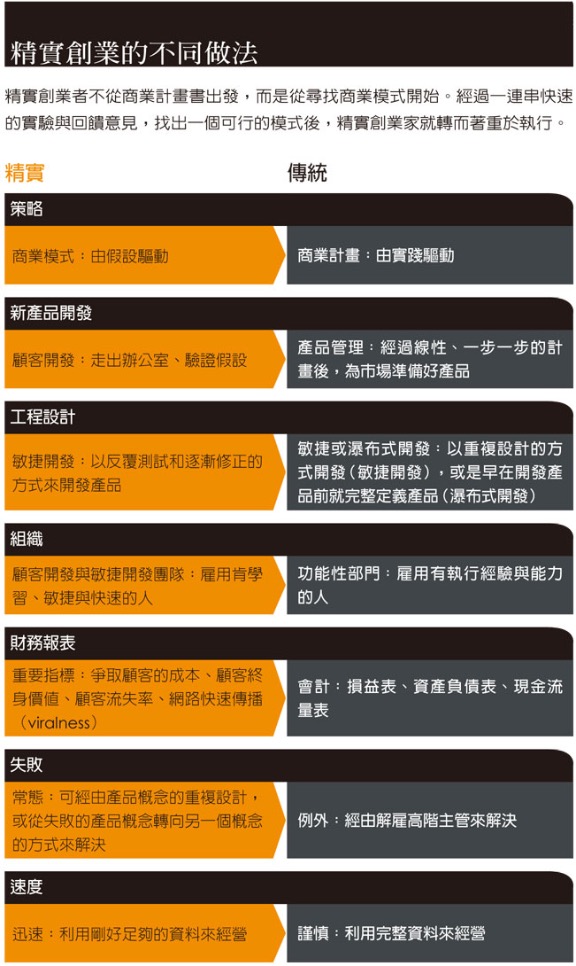 精實創業的不同做法
精實創業者不從商業計畫書出發，而是從尋找商業模式開始。經過一連串快速
的實驗與回饋意見，找出一個可行的模式後，精實創業家就轉而著重於執行。
精實
傳統
策略
商業模式：由假設驅動
商業計畫：由實踐驅動
新產品開發
顧客開發：走出辦公室、驗證假設
產品管理：經過線性、一步一步的計
畫後，為市場準備好產品
工程設計
敏捷開發：以反覆測試和逐漸修正的
方式來開發產品
敏捷或瀑布式開發：以重複設計的方
式開發（敏捷開發），或是早在開發產
品前就完整定義產品（瀑布式開發）
組織
顧客開發與敏捷開發團隊：雇用肯學
習、敏捷與快速的人
功能性部門：雇用有執行經驗與能力
的人
財務報表
重要指標：爭取顧客的成本、顧客終
身價值、顧客流失率、網路快速傳播
（viralness）
會計：損益表、資產負債表、現金流
量表
失敗
常態：可經由產品概念的重複設計，
或從失敗的產品概念轉向另一個概念
的方式來解決
例外：經由解雇高階主管來解決
速度
迅速：利用剛好足夠的資料來經營
謹慎：利用完整資料來經營